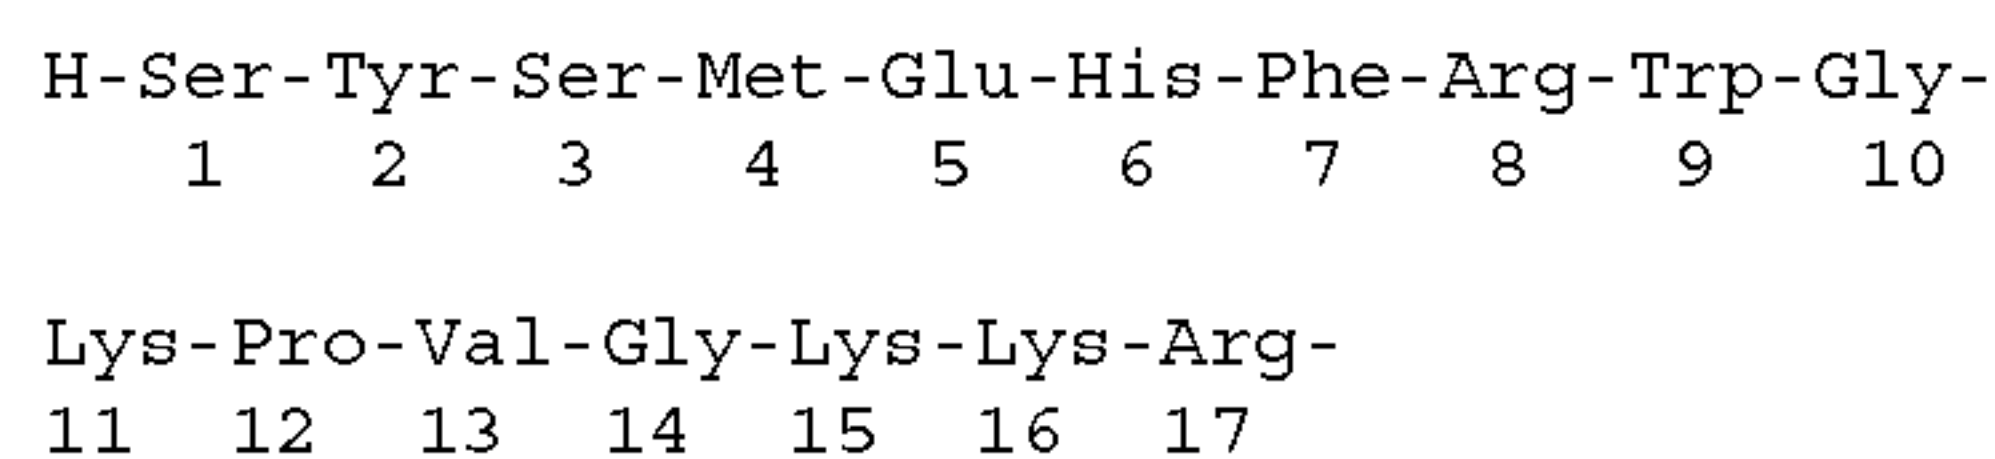 H-Ser-Tyr-Ser-Met-Glu-His-Phe-Arg-Trp-Gly-
1 2 3 4 5 6 7 8 9 10
Lys-Pro-Val-Gly-Lys-Lys-Arg-
11 12 13 14 15 16 17